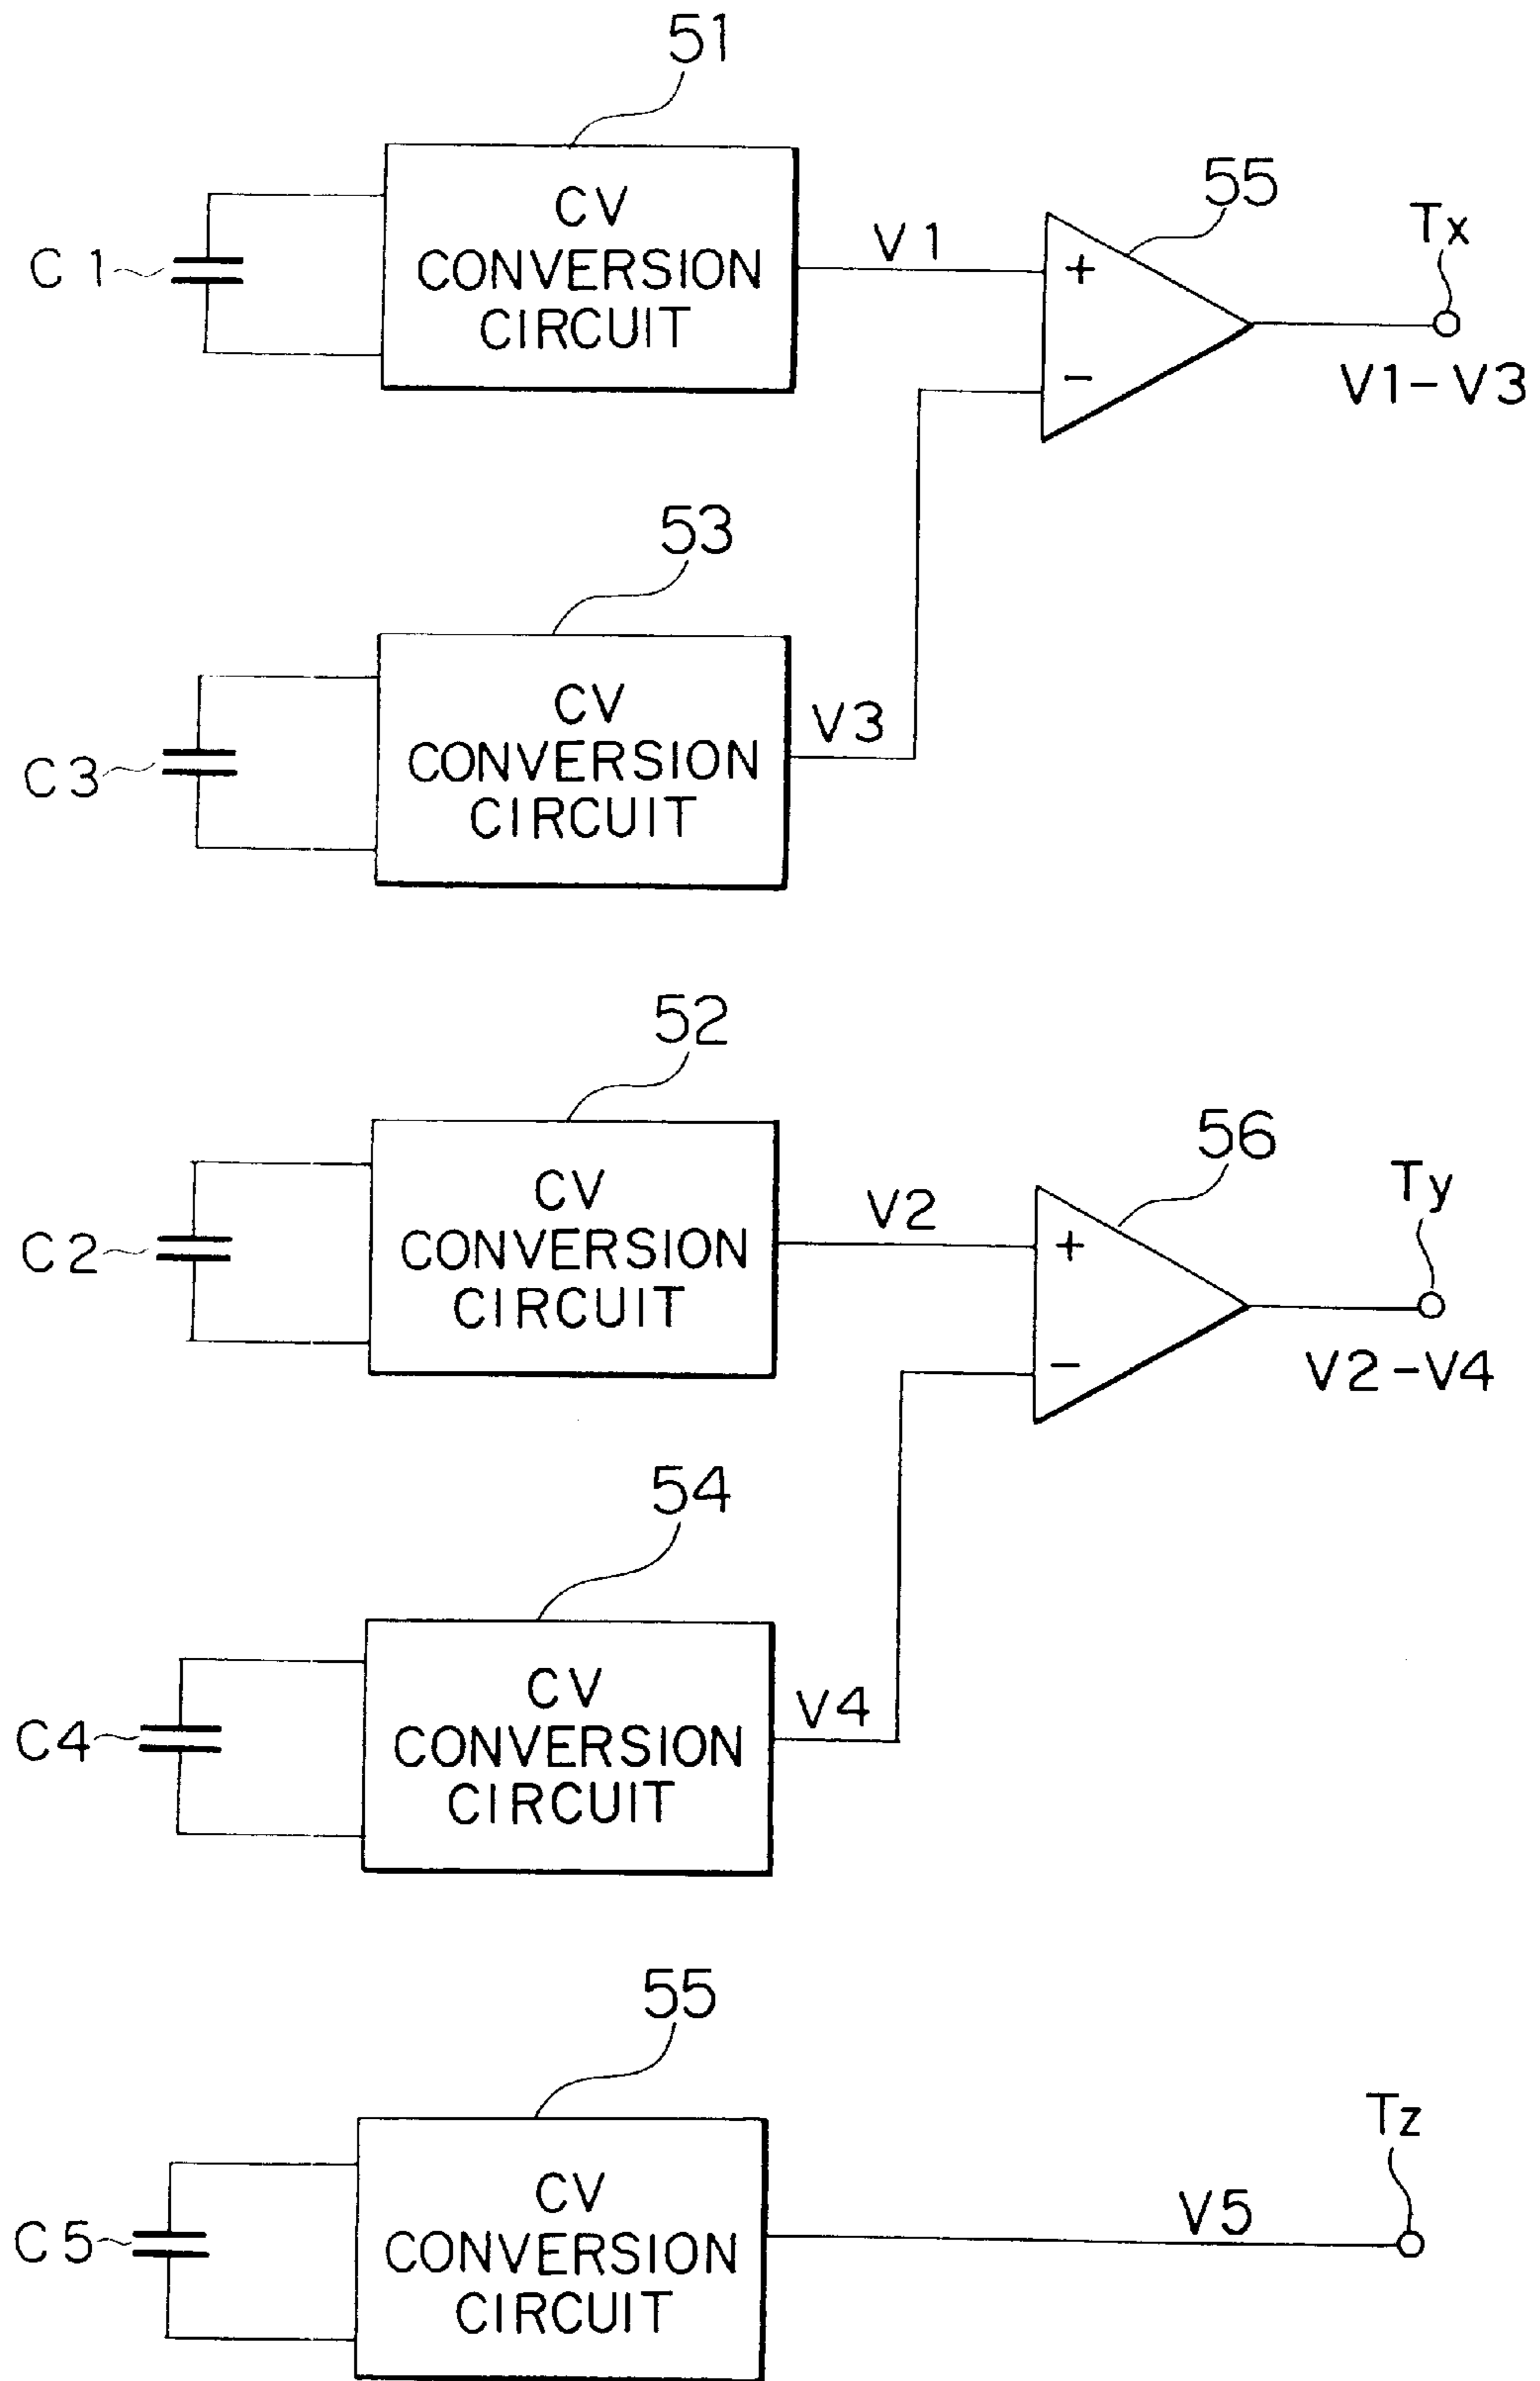 51
CV
CONVERSION
CIRCUIT
C1
V1
55
+
-
Tx
V1-V3
53
CV
CONVERSION
CIRCUIT
C3
V3
52
CV
CONVERSION
CIRCUIT
C2
V2
56
+
-
Ty
V2-V4
54
CV
CONVERSION
CIRCUIT
C4
V4
55
CV
CONVERSION
CIRCUIT
C5
V5
Tz